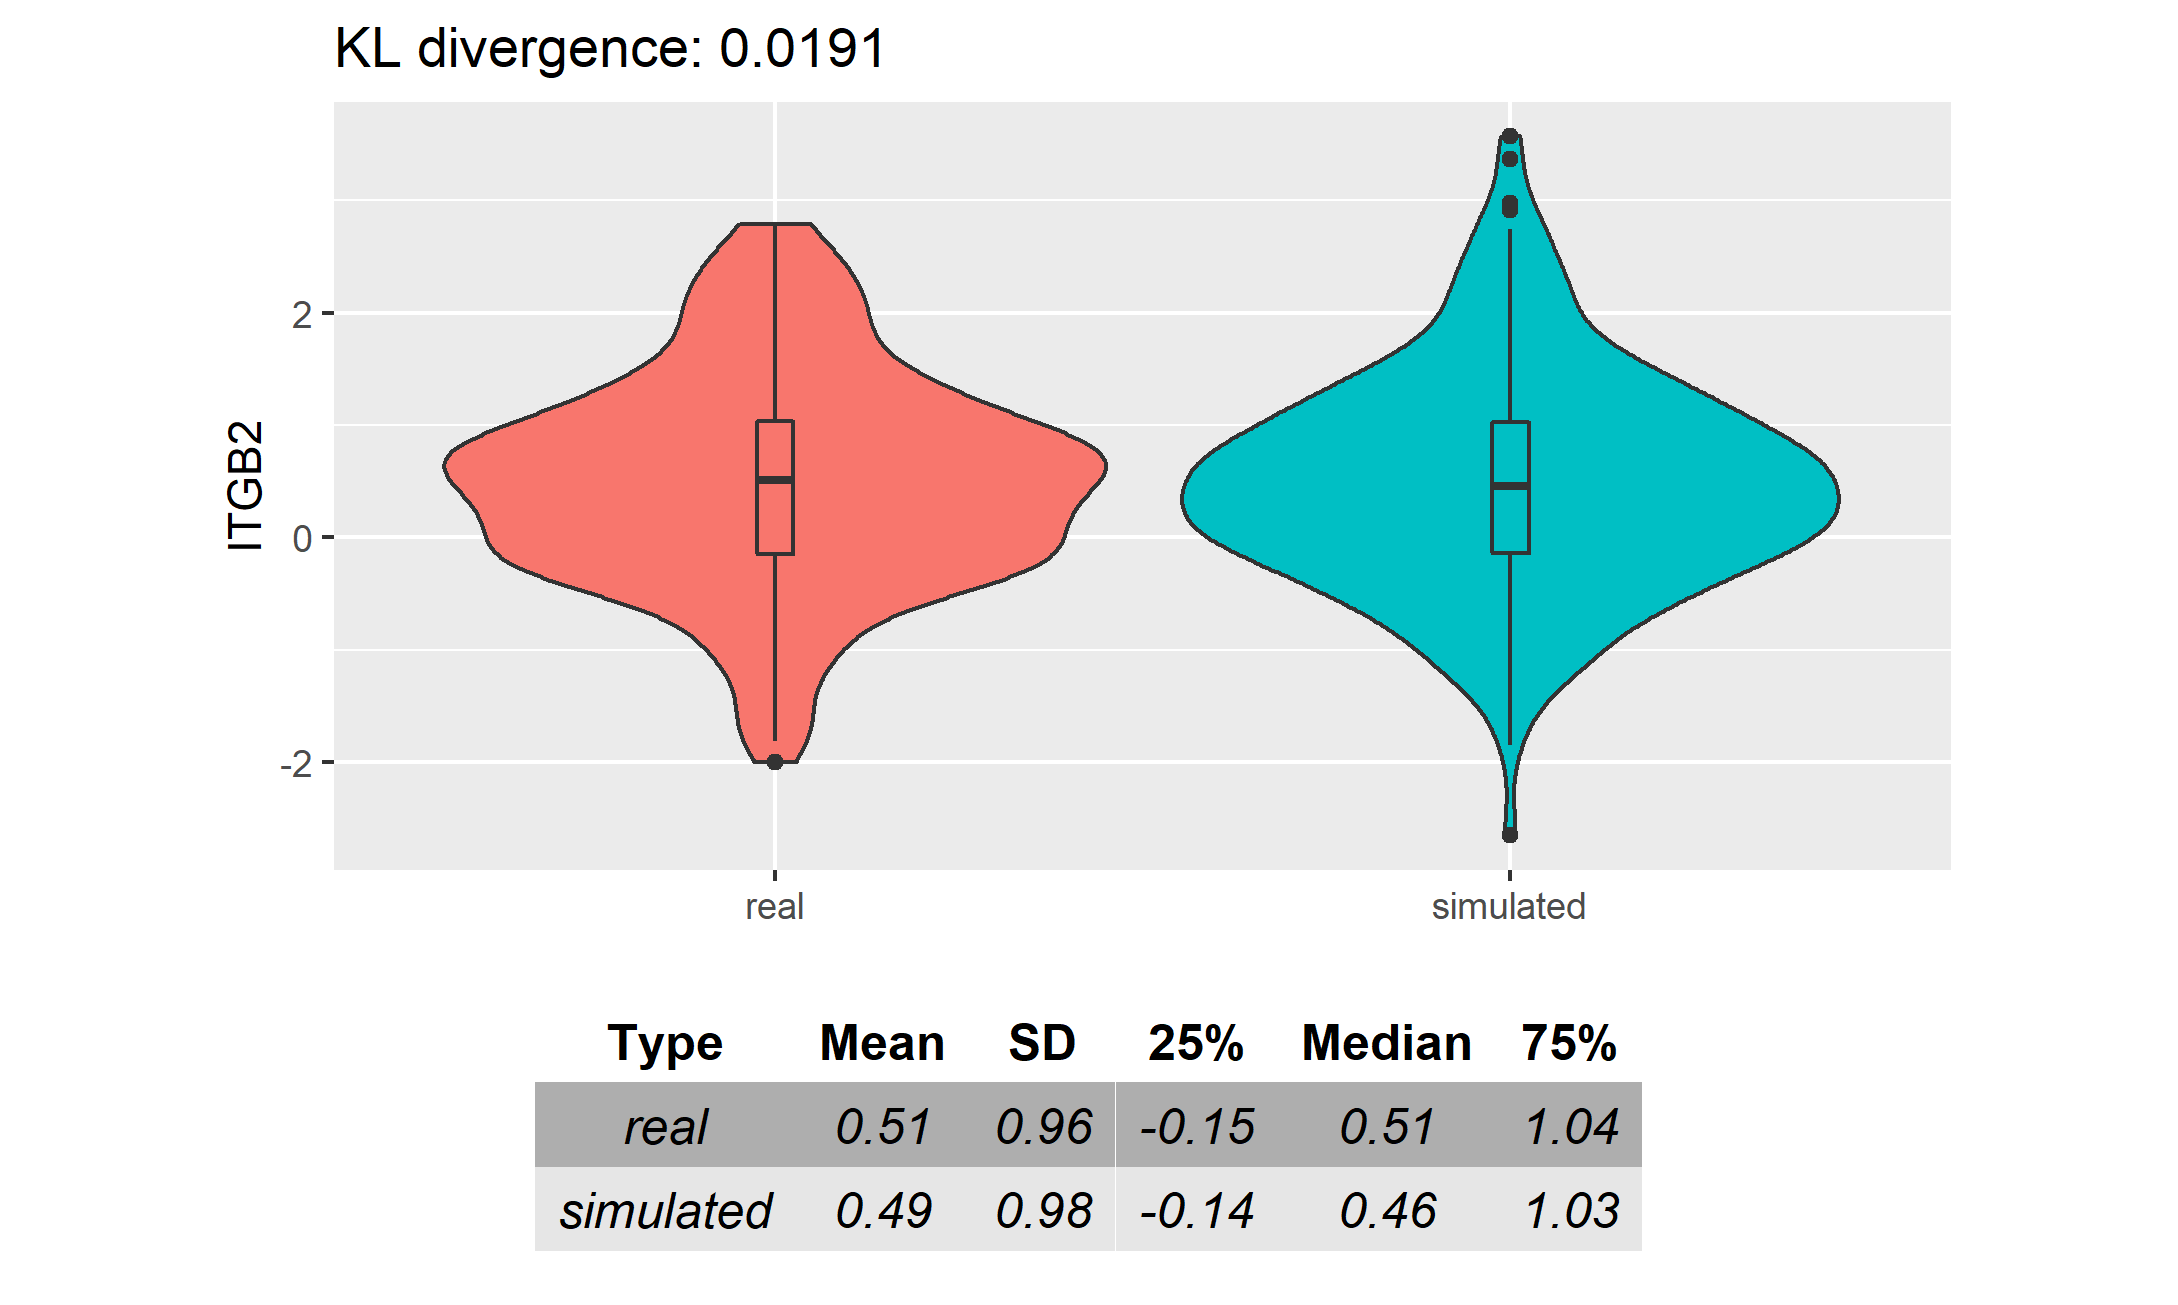 KL divergence: 0.0191
ITGB2
2
0
-2
real simulated
Type Mean SD 25% Median 75%
real 0.51 0.96 -0.15 0.51 1.04
simulated 0.49 0.98 -0.14 0.46 1.03